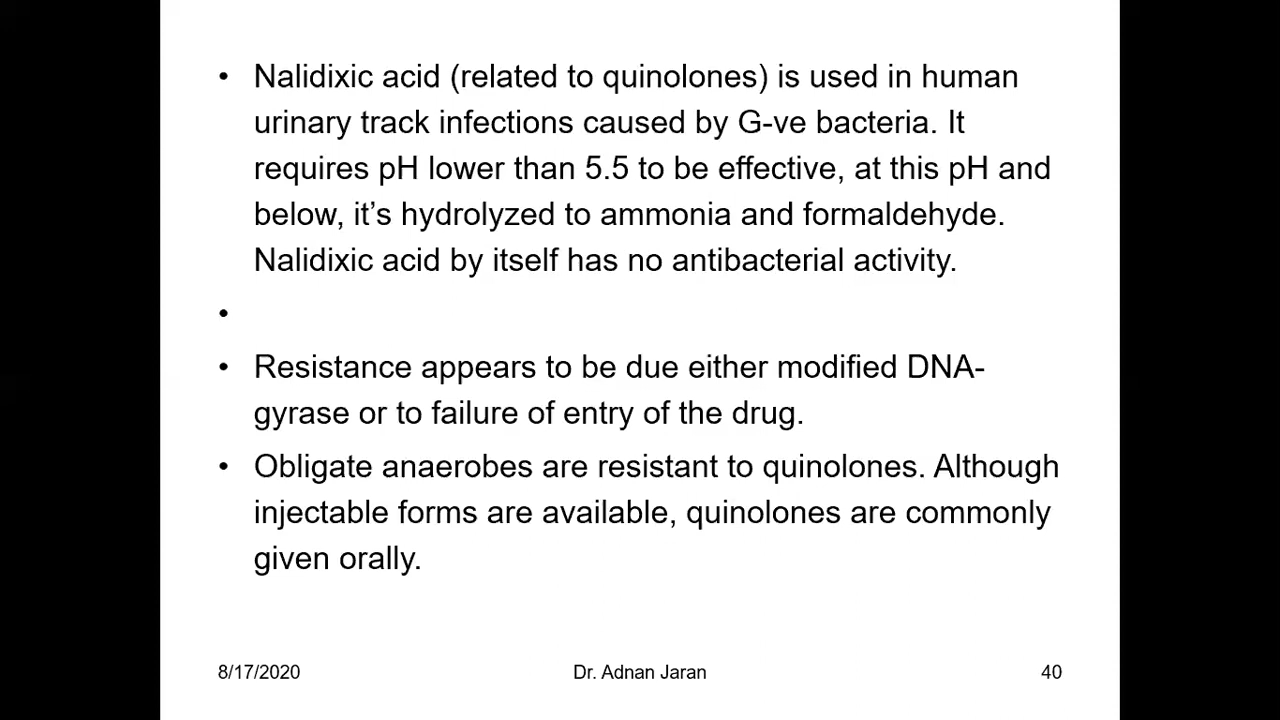 • Nalidixic acid (related to quinolones) is used in human
urinary track infections caused by G-ve bacteria. It
requires pH lower than 5.5 to be effective, at this pH and
below, it’s hydrolyzed to ammonia and formaldehyde.
Nalidixic acid by itself has no antibacterial activity.
•
• Resistance appears to be due either modified DNA-
gyrase or to failure of entry of the drug.
• Obligate anaerobes are resistant to quinolones. Although
injectable forms are available, quinolones are commonly
given orally.
8/17/2020 Dr. Adnan Jaran 40